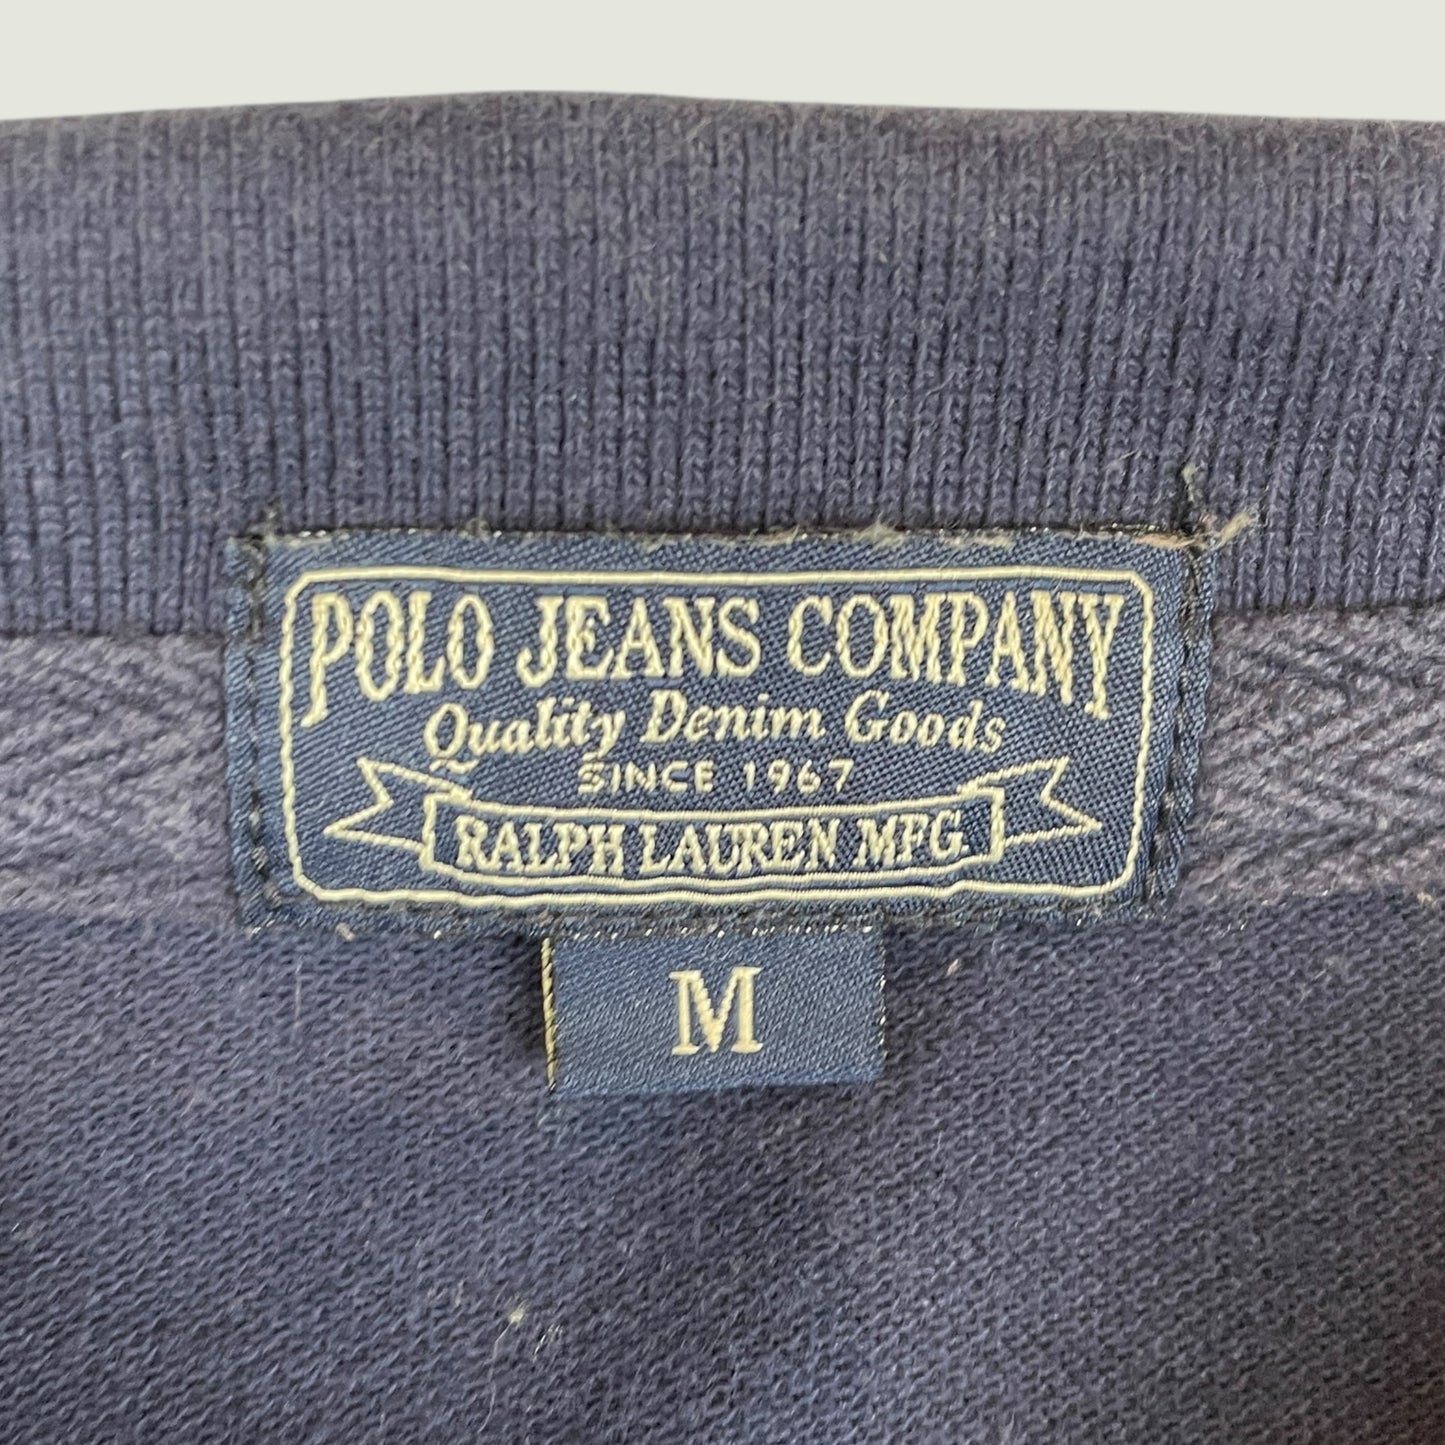 POLO JEANS COMPANY
Quality Denim Goods
SINCE 1967
RALPH LAUREN MFG
M